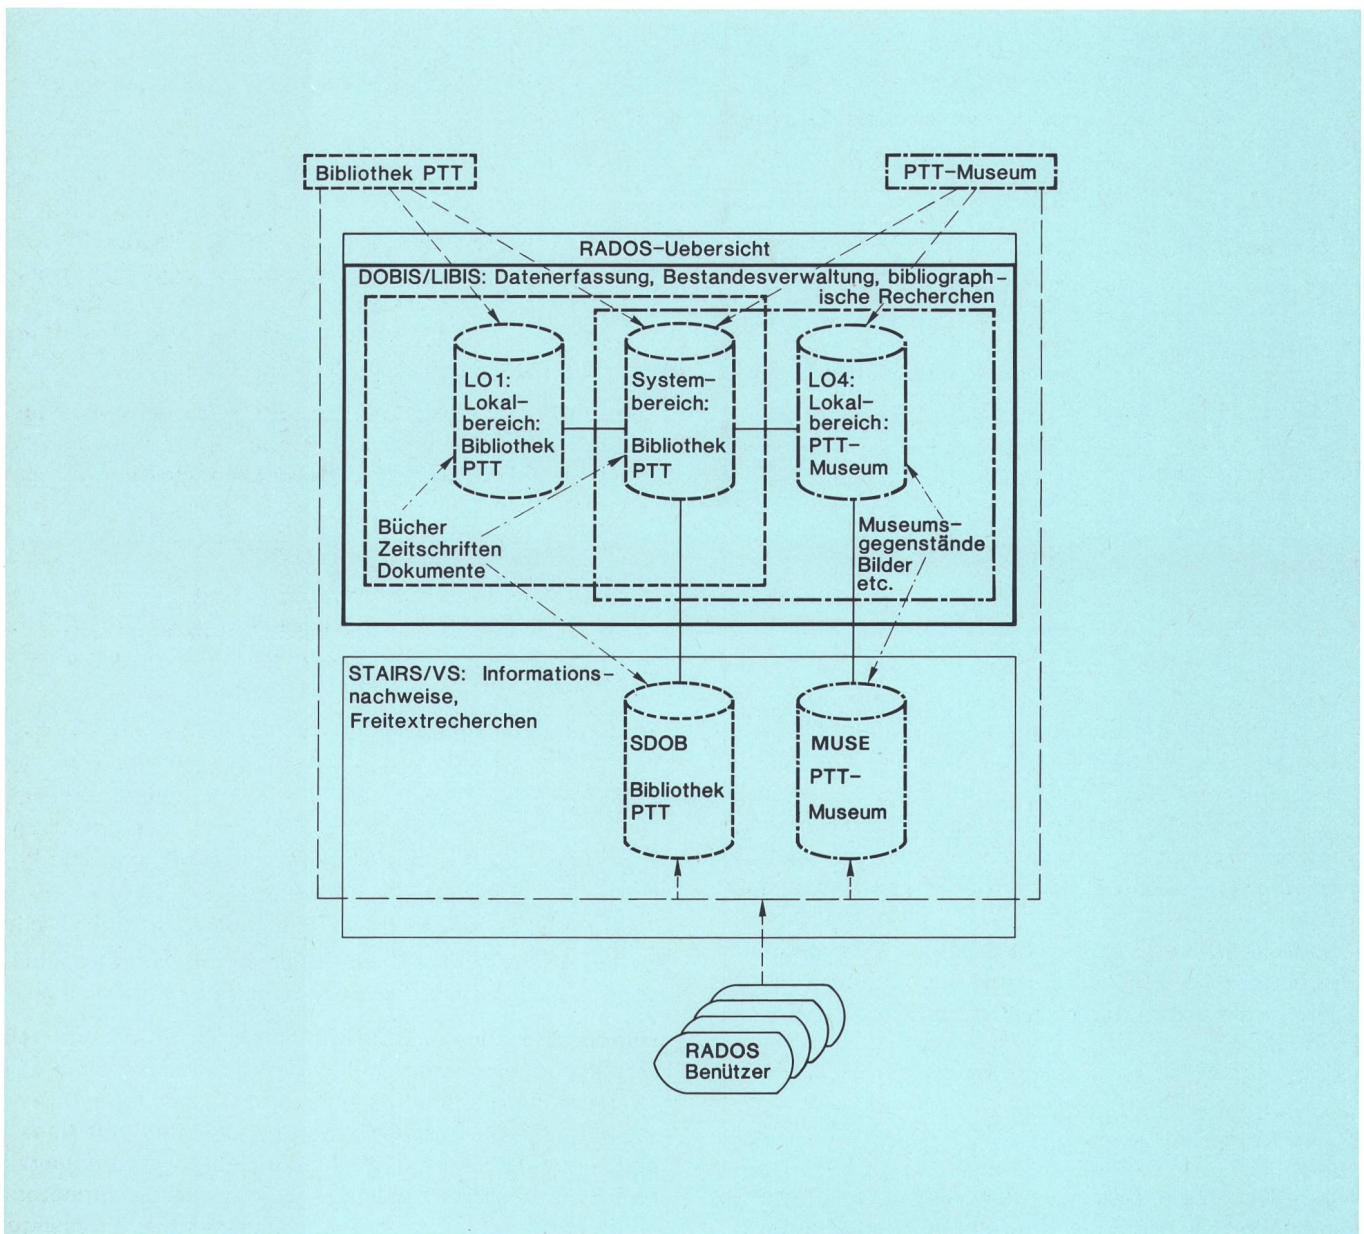 Bibliothek PTT
PTT-Museum
RADOS-Uebersicht
DOBIS/LIBIS: Datenerfassung, Bestandesverwaltung, bibliograph-
ische Recherchen
LO1:
Lokal-
bereich:
Bibliothek
PTT
System-
bereich:
Bibliothek
PTT
LO4:
Lokal-
bereich:
PTT-
Museum
Bücher
Zeitschriften
Dokumente
Museums-
gegenstände
Bilder
etc.
STAIRS/VS: Informations-
nachweise,
Freitextrecherchen
SDOB
Bibliothek
PTT
MUSE
PTT-
Museum
RADOS
Benützer